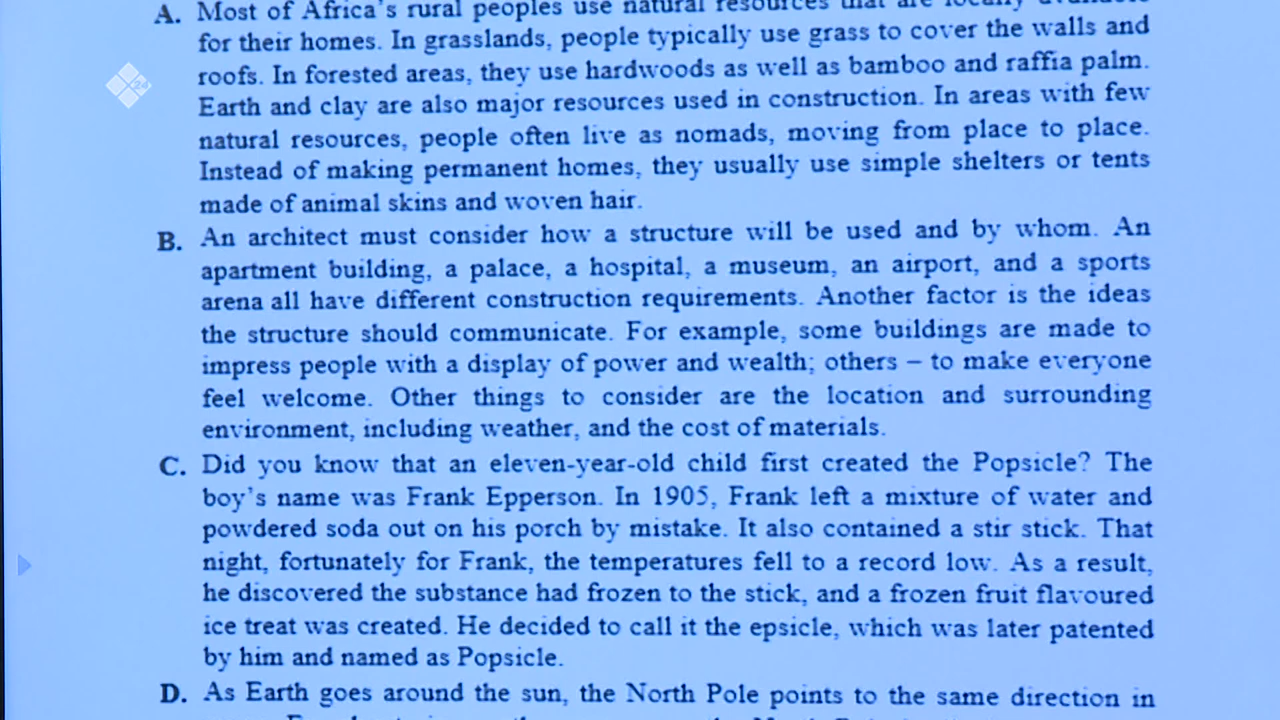 A. Most of Africa's rural peoples use natural resources that are locally
for their homes. In grasslands, people typically use grass to cover the walls and
roofs. In forested areas, they use hardwoods as well as bamboo and raffia palm.
Earth and clay are also major resources used in construction. In areas with few
natural resources, people often live as nomads, moving from place to place.
Instead of making permanent homes, they usually use simple shelters or tents
made of animal skins and woven hair.
B. An architect must consider how a structure will be used and by whom. An
apartment building, a palace, a hospital, a museum, an airport, and a sports
arena all have different construction requirements. Another factor is the ideas
the structure should communicate. For example, some buildings are made to
impress people with a display of power and wealth; others – to make everyone
feel welcome. Other things to consider are the location and surrounding
environment, including weather, and the cost of materials.
C. Did you know that an eleven-year-old child first created the Popsicle? The
boy's name was Frank Epperson. In 1905, Frank left a mixture of water and
powdered soda out on his porch by mistake. It also contained a stir stick. That
night, fortunately for Frank, the temperatures fell to a record low. As a result,
he discovered the substance had frozen to the stick, and a frozen fruit flavoured
ice treat was created. He decided to call it the epsicle, which was later patented
by him and named as Popsicle.
D. As Earth goes around the sun, the North Pole points to the same direction in
24